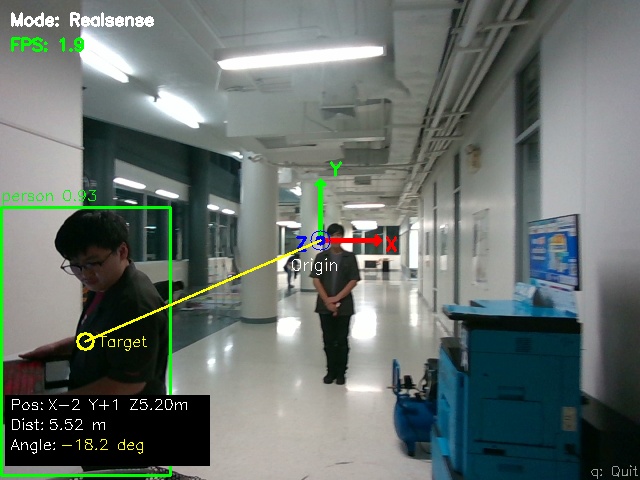 Mode: Realsense
FPS: 1.9
person 0.93
Y
Z
X
Origin
Target
Pos: X-2 Y+1 Z5.20m
Dist: 5.52 m
Angle: -18.2 deg
q: Quit